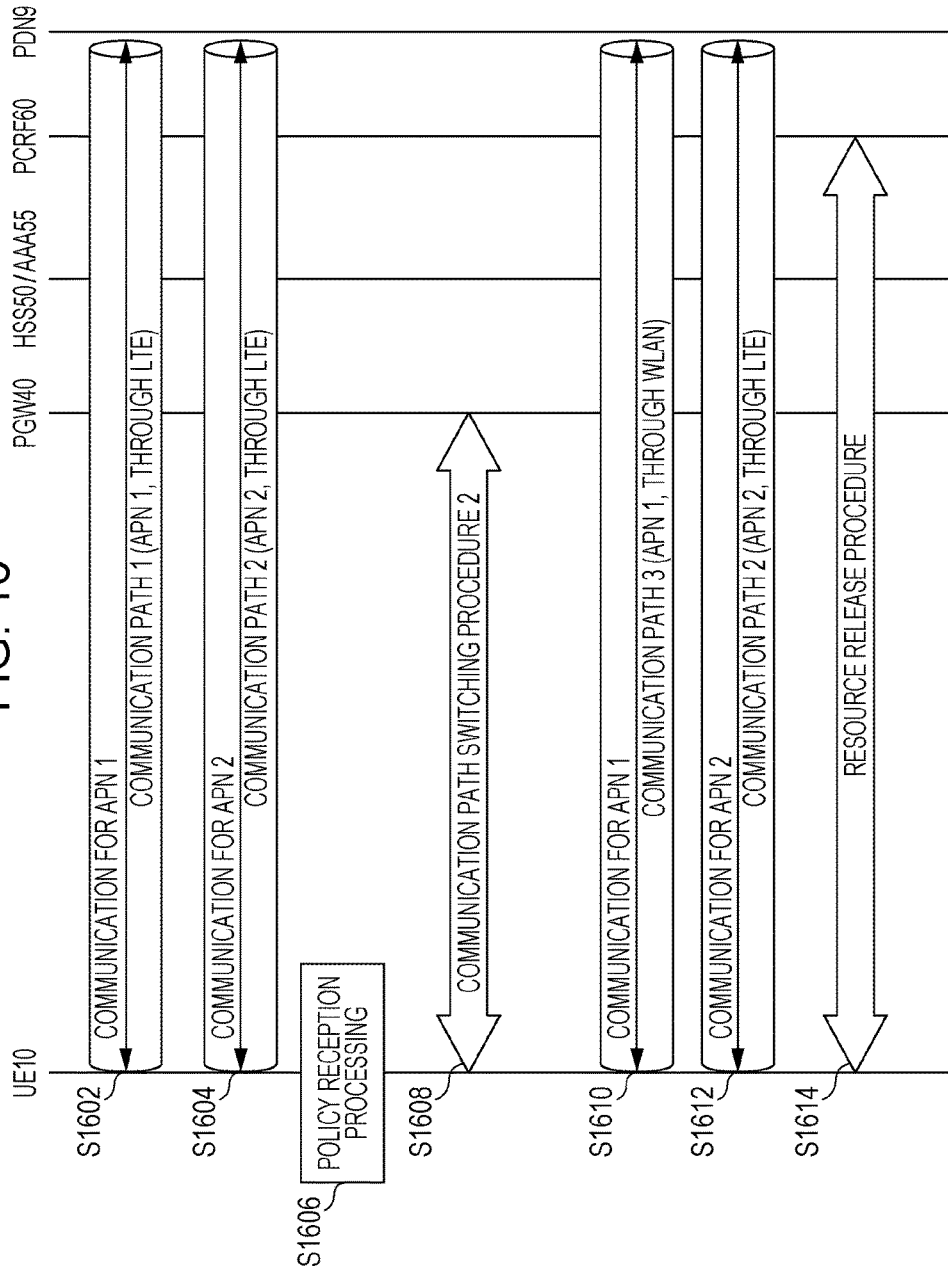 FIG.
UE10
PGW40
HSS50/AAA55
PCRF60
PDN9
S1602
COMMUNICATION FOR APN 1
COMMUNICATION PATH 1 (APN 1, THROUGH LTE)
S1604
COMMUNICATION FOR APN 2
COMMUNICATION PATH 2 (APN 2, THROUGH LTE)
S1606
POLICY RECEPTION
PROCESSING
S1608
COMMUNICATION PATH SWITCHING PROCEDURE 2
S1610
COMMUNICATION FOR APN 1
COMMUNICATION PATH 3 (APN 1, THROUGH WLAN)
S1612
COMMUNICATION FOR APN 2
COMMUNICATION PATH 2 (APN 2, THROUGH LTE)
S1614
RESOURCE RELEASE PROCEDURE